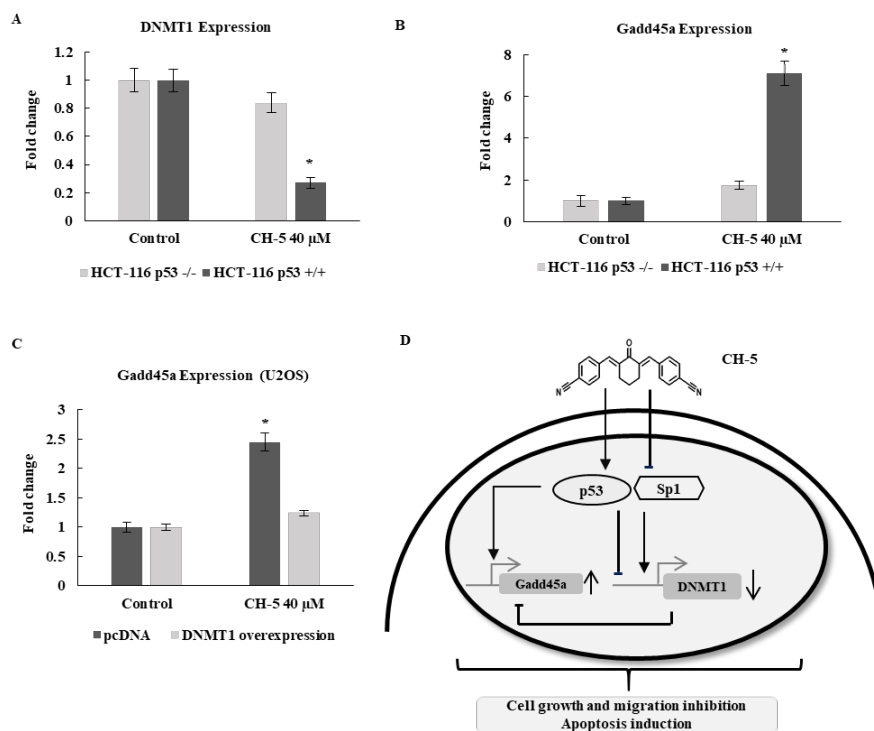 A
DNMT1 Expression
1.2
1
0.8
0.6
0.4
0.2
0
Fold change
*
Control
CH-5 40 μM
HCT-116 p53 -/-
HCT-116 p53 +/+
B
Gadd45a Expression
8
6
4
2
0
Fold change
*
Control
CH-5 40 μM
HCT-116 p53 -/-
HCT-116 p53 +/+
C
Gadd45a Expression (U2OS)
3
2.5
2
1.5
1
0.5
0
Fold change
*
Control
CH-5 40 μM
pcDNA
DNMT1 overexpression
D
O
N
N
CH-5
p53
Sp1
Gadd45a
DNMT1
Cell growth and migration inhibition
Apoptosis induction